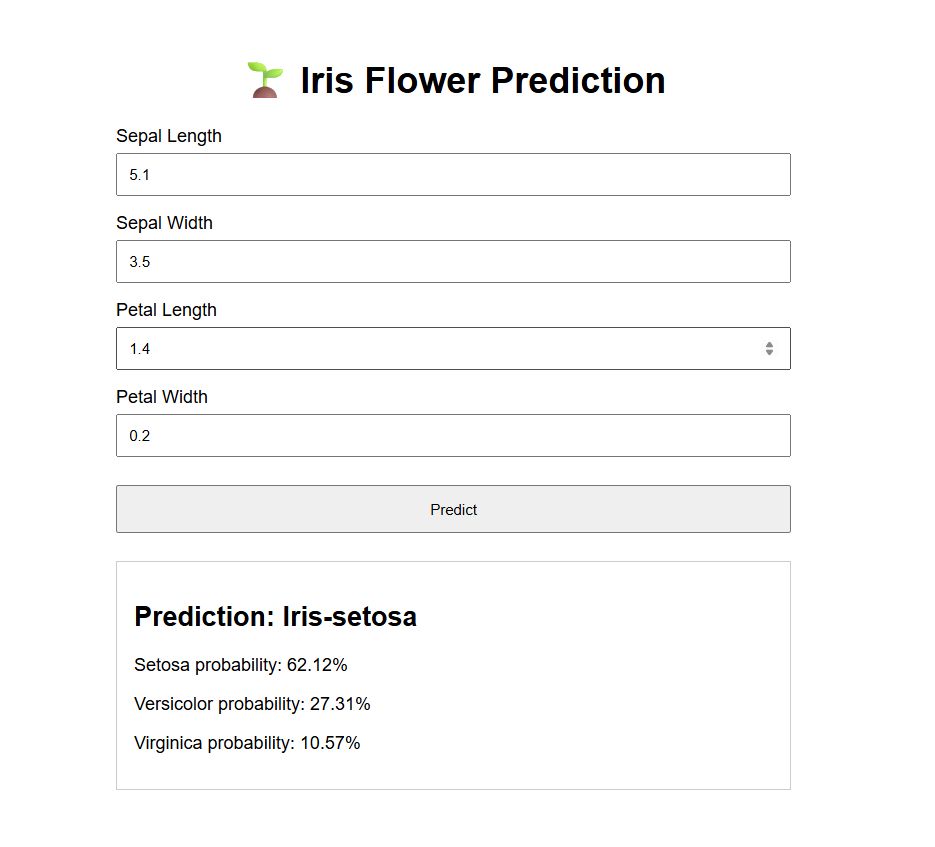 🌱 Iris Flower Prediction
Sepal Length
5.1
Sepal Width
3.5
Petal Length
1.4
Petal Width
0.2
Predict
Prediction: Iris-setosa
Setosa probability: 62.12%
Versicolor probability: 27.31%
Virginica probability: 10.57%